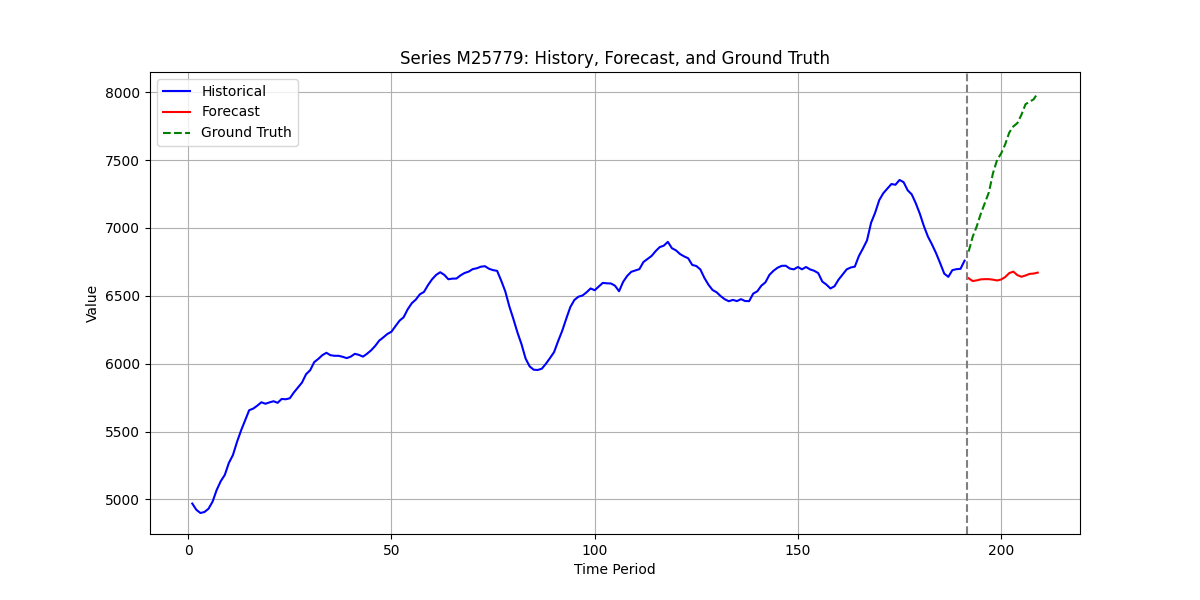 Series M25779: History, Forecast, and Ground Truth
Historical
Forecast
Ground Truth
8000
7500
7000
6500
6000
5500
5000
Value
0 50 100 150 200
Time Period